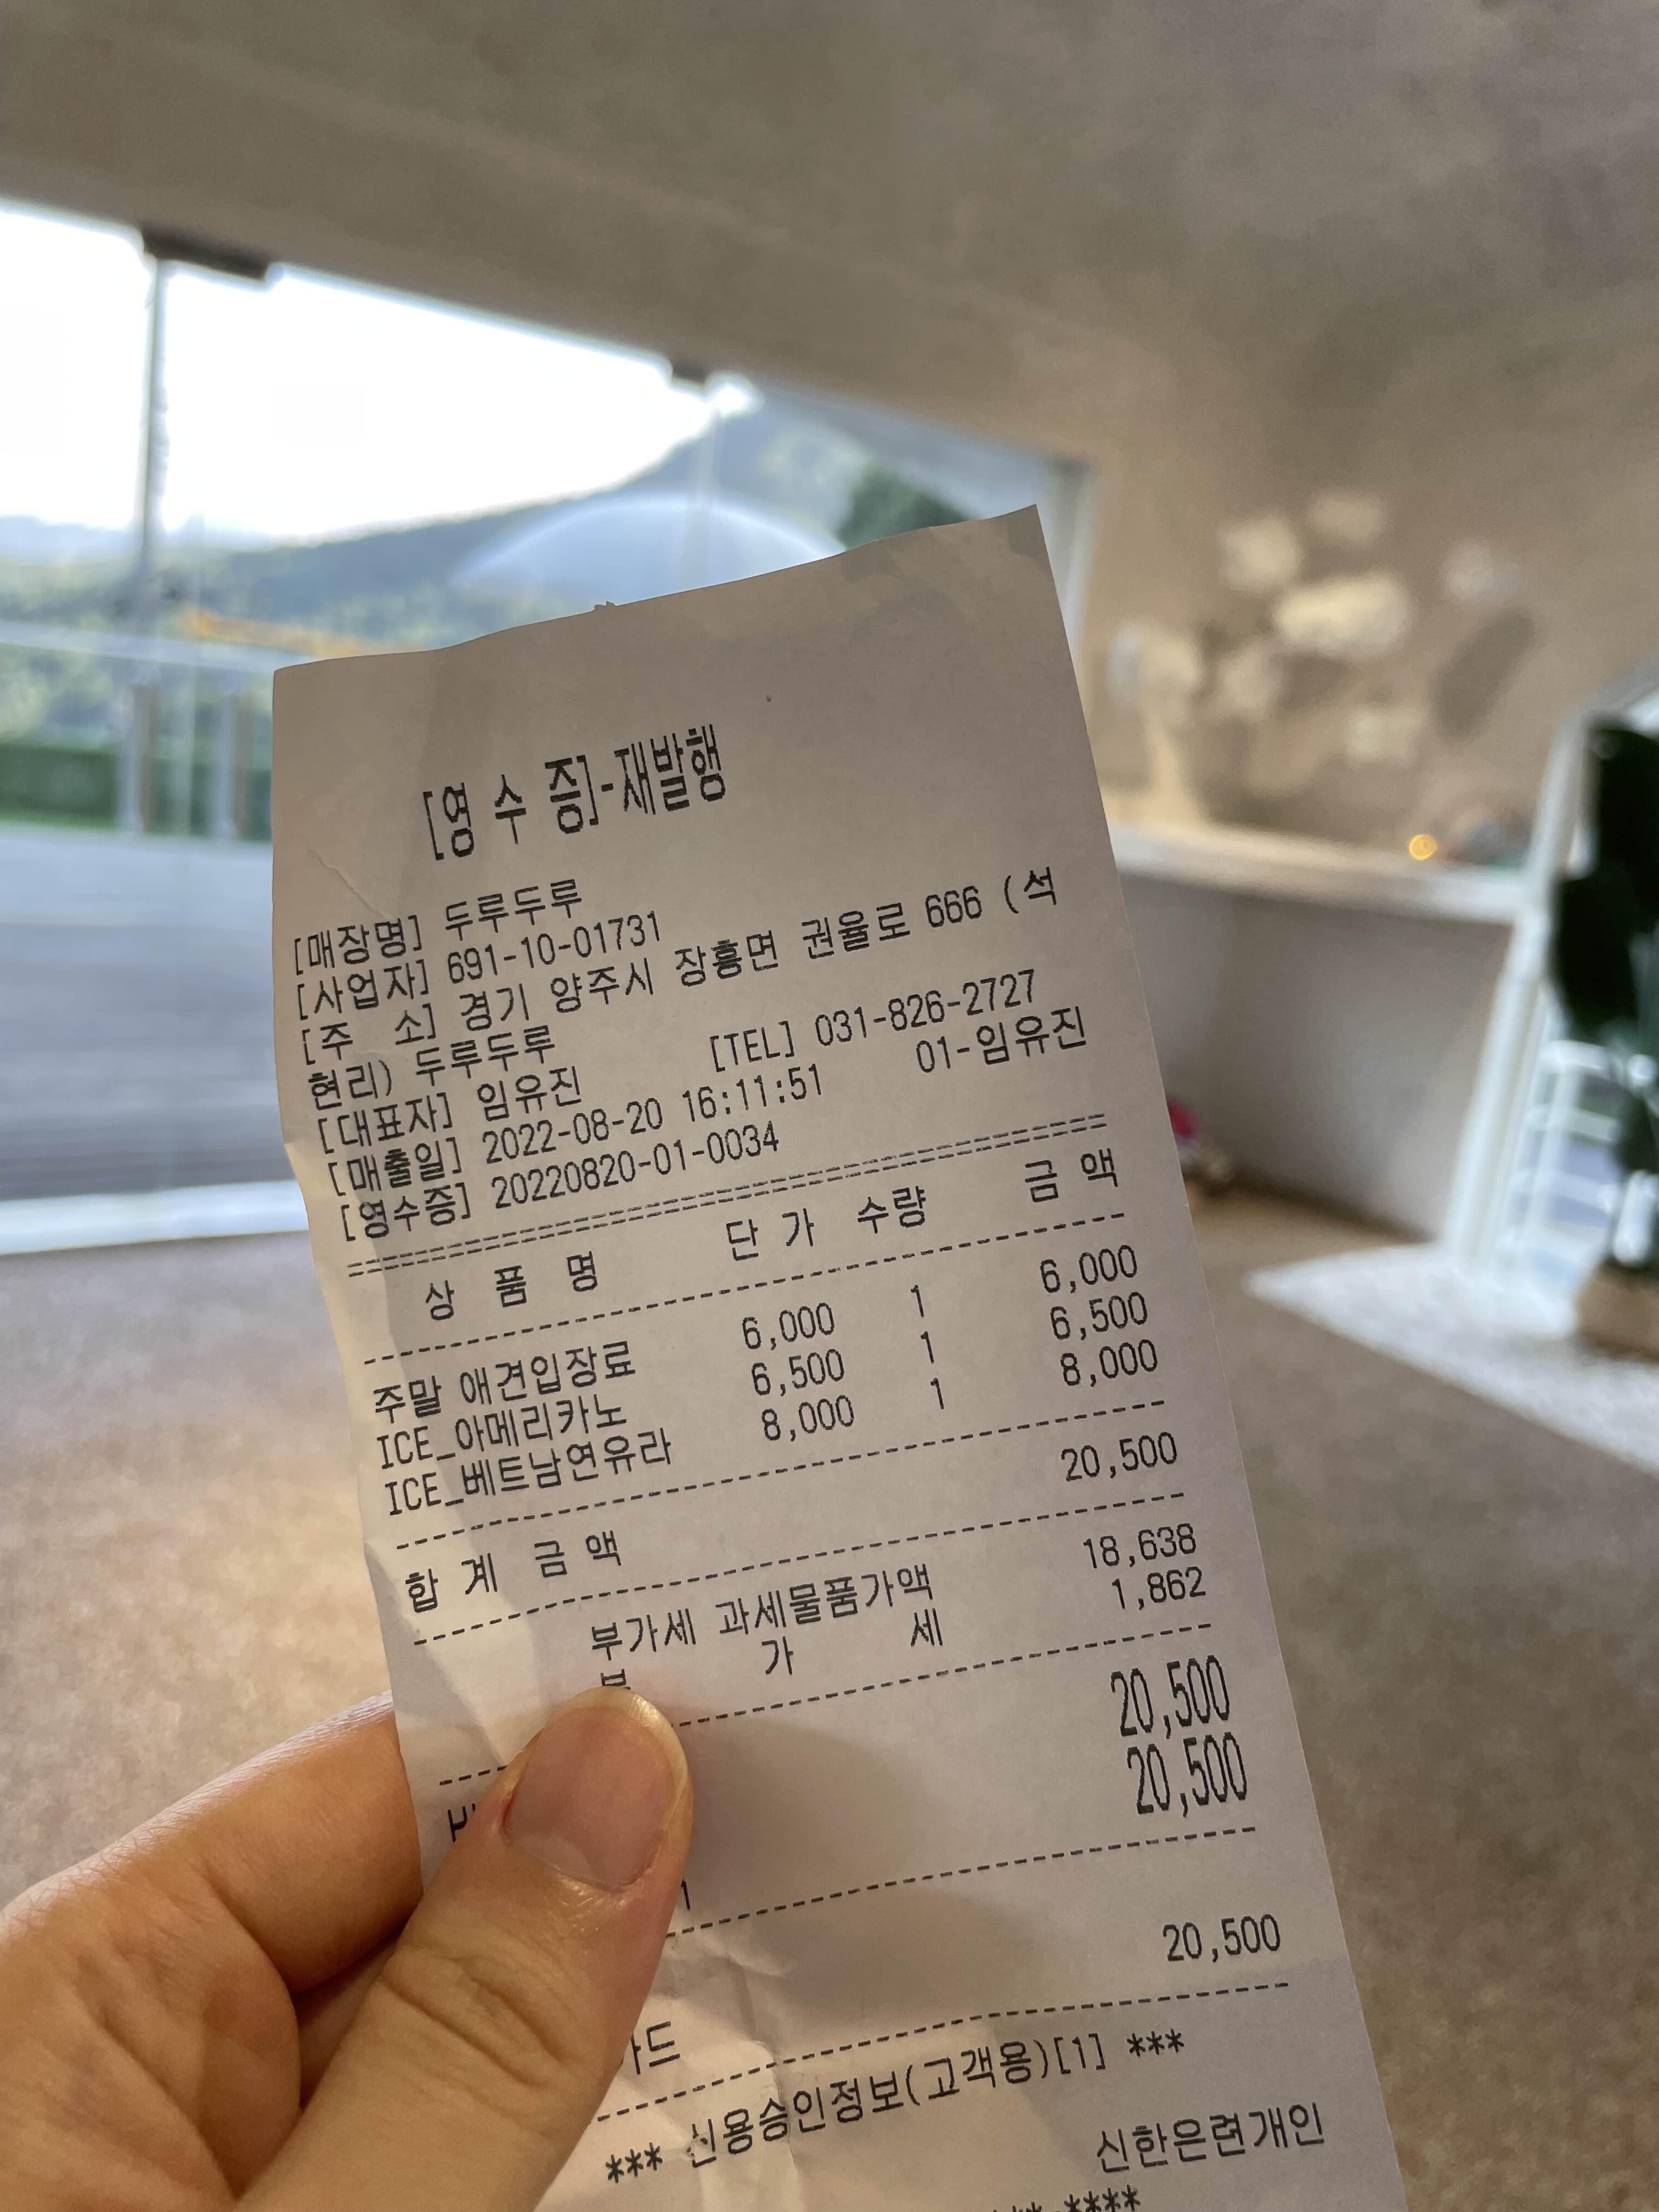 [영 수 증]-재발행
[매장명] 두루두루
[사업자] 691-10-01731
[주 소] 경기 양주시 장흥면 권율로 666 (석
현리) 두루두루
[대표자] 임유진 [TEL] 031-826-2727
[매출일] 2022-08-20 16:11:51 01-임유진
[영수증] 20220820-01-0034
상 품 명 단 가 수량 금 액
주말 애견입장료 6,000 1 6,000
ICE_아메리카노 6,500 1 6,500
ICE_베트남연유라 8,000 1 8,000
합 계 금 액 20,500
부가세 과세물품가액 18,638
부 가 세 1,862
20,500
20,500
20,500
*** 신용승인정보(고객용)[1] ***
신한은련개인